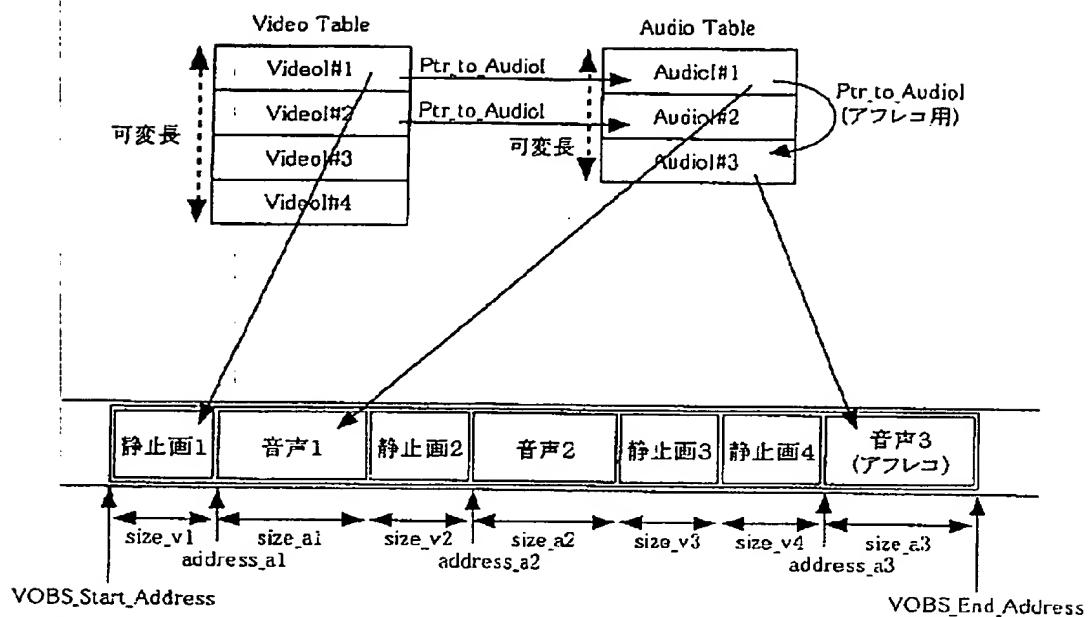 Video Table
Audio Table
VideoI#1
Ptr_to_AudioI
AudioI#1
Ptr_to_AudioI
(アフレコ用)
VideoI#2
Ptr_to_AudioI
AudioI#2
可変長
可変長
VideoI#3
AudioI#3
VideoI#4
静止画1
音声1
静止画2
音声2
静止画3
静止画4
音声3
(アフレコ)
size_v1
size_a1
size_v2
size_a2
size_v3
size_v4
size_a3
address_a1
address_a2
address_a3
VOBS_Start_Address
VOBS_End_Address